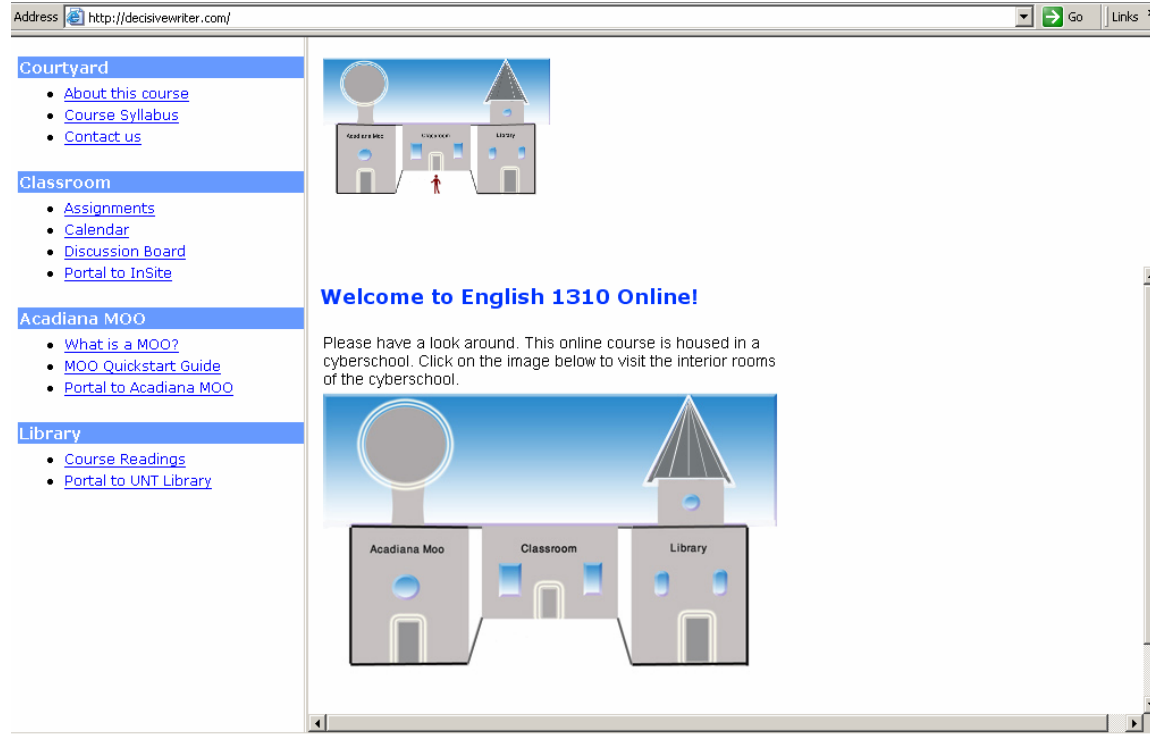 Address http://decisivewriter.com/ Go Links
Courtyard
About this course
Course Syllabus
Contact us
Classroom
Assignments
Calendar
Discussion Board
Portal to InSite
Acadiana MOO
What is a MOO?
MOO Quickstart Guide
Portal to Acadiana MOO
Library
Course Readings
Portal to UNT Library
Acadiana Moo Classroom Library
Welcome to English 1310 Online!
Please have a look around. This online course is housed in a
cyberschool. Click on the image below to visit the interior rooms
of the cyberschool.
Acadiana Moo Classroom Library